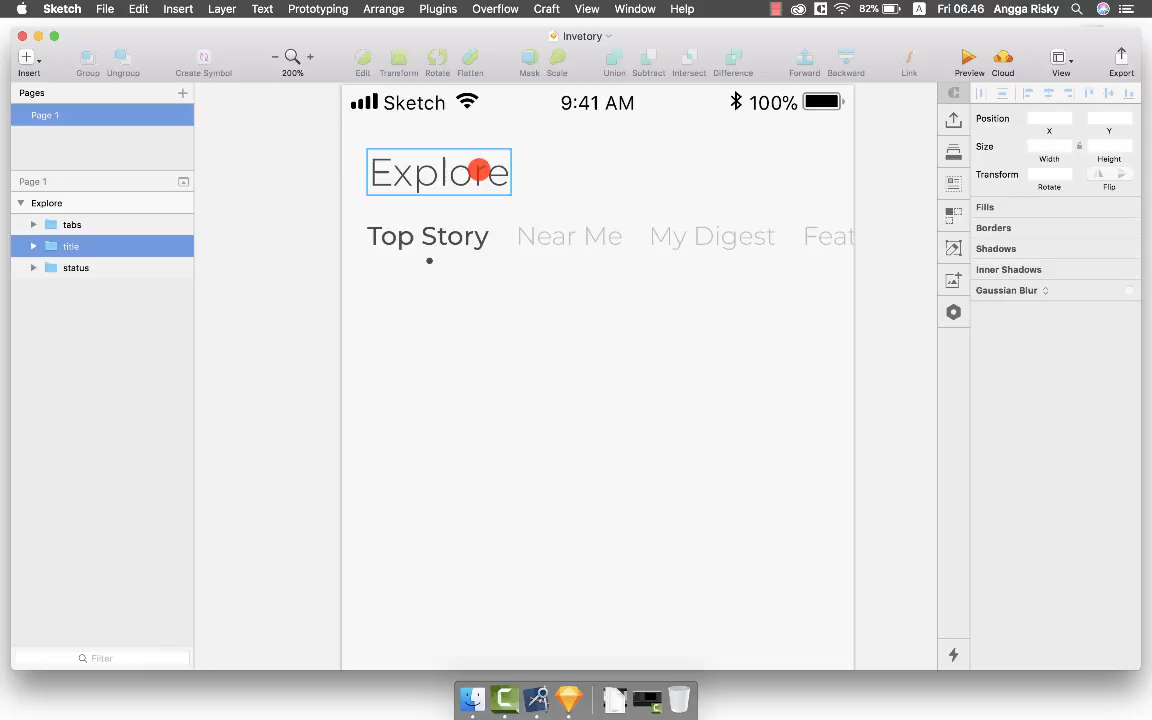 Sketch File Edit Insert Layer Text Prototyping Arrange Plugins Overflow Craft View Window Help 82% A Fri 06.46 Angga Risky
Invetory
Insert Group Ungroup Create Symbol 200% Edit Transform Rotate Flatten Mask Scale Union Subtract Intersect Difference Forward Backward Link Preview Cloud View Export
Pages
Page 1
Page 1
Explore
tabs
title
status
Filter
Sketch 9:41 AM 100%
Explore
Top Story Near Me My Digest Feat
Position
X Y
Size
Width Height
Transform
Rotate Flip
Fills
Borders
Shadows
Inner Shadows
Gaussian Blur